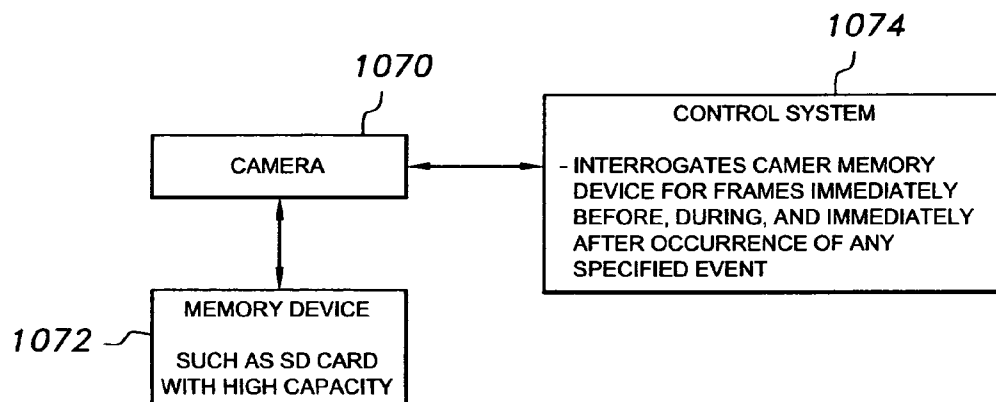 1074
1070
CONTROL SYSTEM
CAMERA
- INTERROGATES CAMER MEMORY
DEVICE FOR FRAMES IMMEDIATELY
BEFORE, DURING, AND IMMEDIATELY
AFTER OCCURRENCE OF ANY
SPECIFIED EVENT
MEMORY DEVICE
1072
SUCH AS SD CARD
WITH HIGH CAPACITY